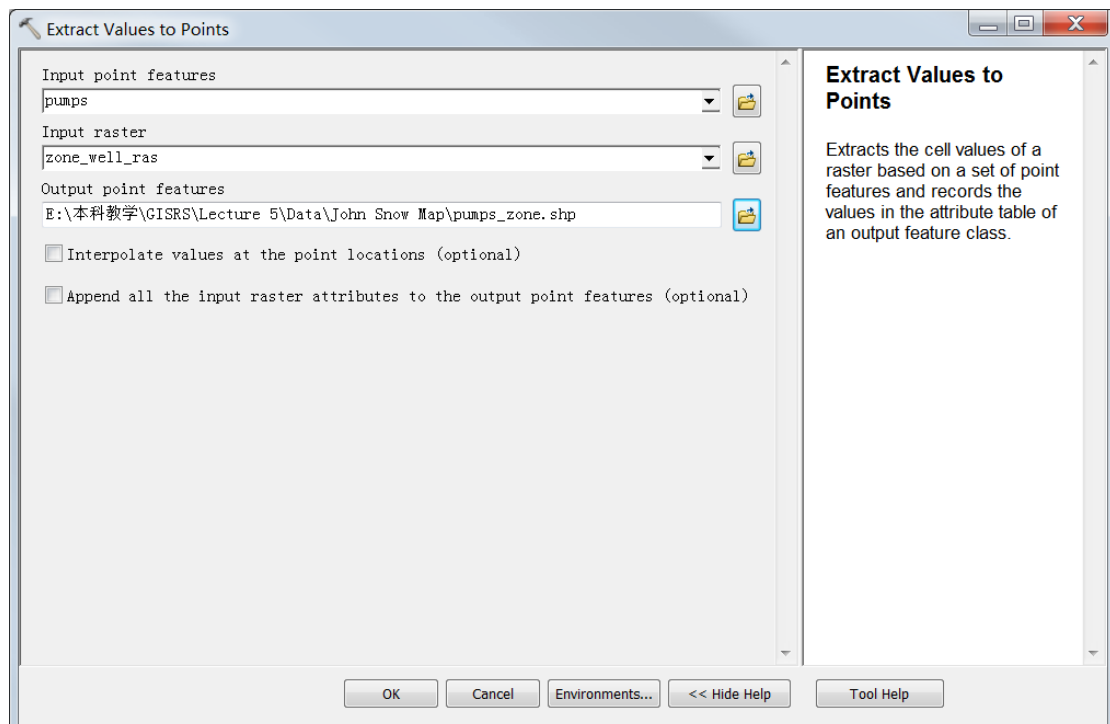 Extract Values to Points
Input point features
pumps
Input raster
zone_well_ras
Output point features
E:\本科教学\GISRS\Lecture 5\Data\John Snow Map\pumps_zone.shp
Interpolate values at the point locations (optional)
Append all the input raster attributes to the output point features (optional)
Extract Values to
Points
Extracts the cell values of a
raster based on a set of point
features and records the
values in the attribute table of
an output feature class.
OK
Cancel
Environments...
<< Hide Help
Tool Help